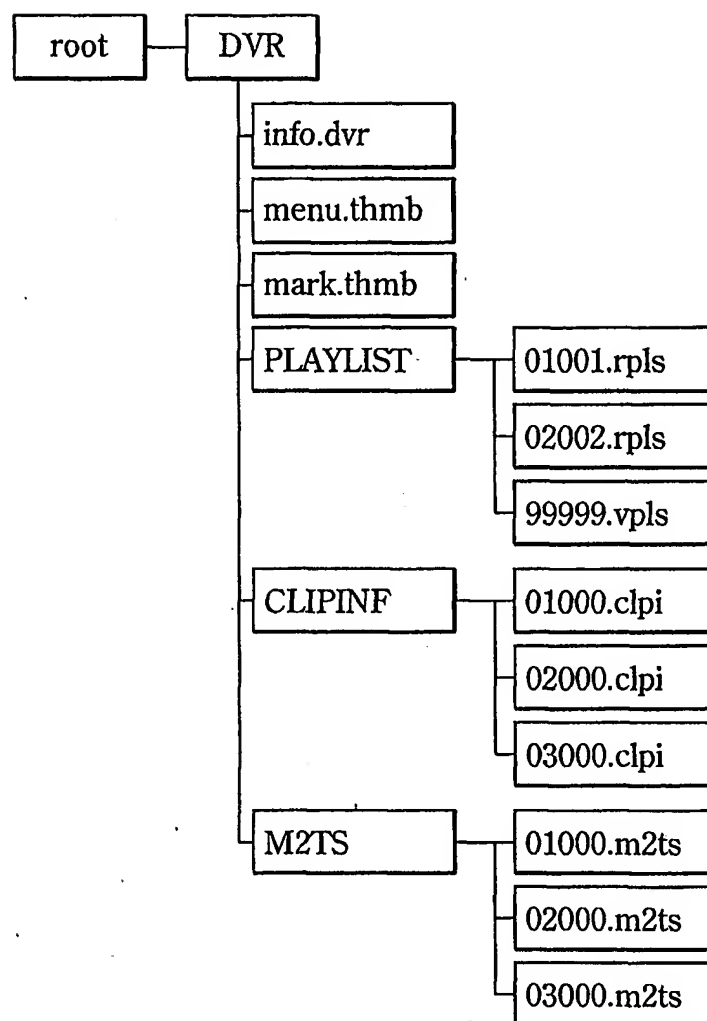 root
DVR
info.dvr
menu.thmb
mark.thmb
PLAYLIST
01001.rpls
02002.rpls
99999.vpls
CLIPINF
01000.clpi
02000.clpi
03000.clpi
M2TS
01000.m2ts
02000.m2ts
03000.m2ts